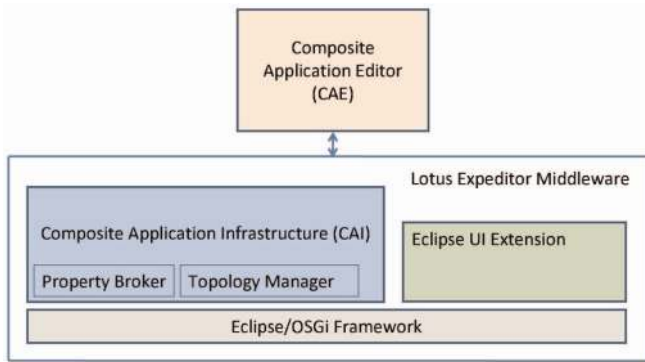 Composite
Application Editor
(CAE)
Lotus Expeditor Middleware
Composite Application Infrastructure (CAI)
Eclipse UI Extension
Property Broker
Topology Manager
Eclipse/OSGi Framework